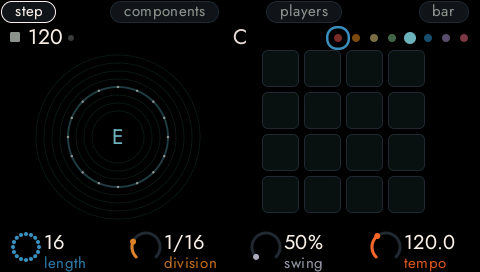 step components players bar
120 C
E
16 1/16 50% 120.0
length division swing tempo